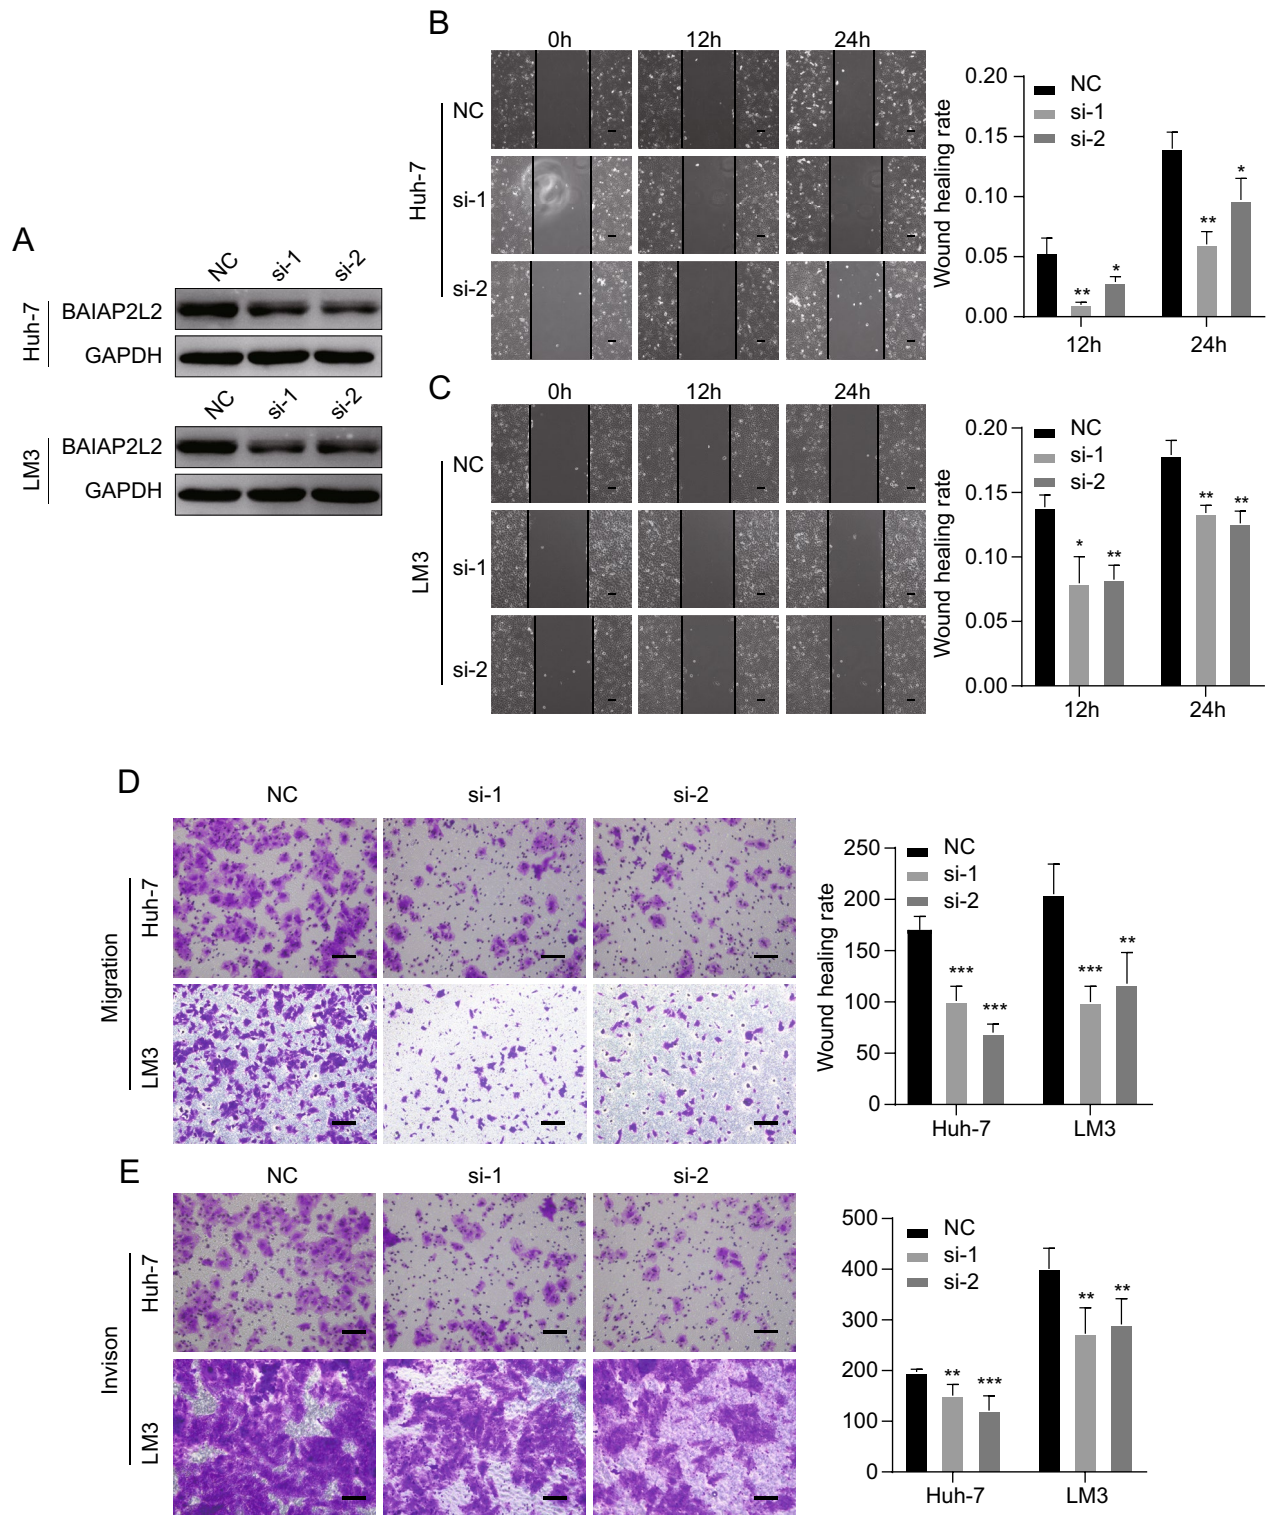 A
NC si-1 si-2
Huh-7
BAIAP2L2
GAPDH
NC si-1 si-2
LM3
BAIAP2L2
GAPDH
B
0h 12h 24h
Huh-7
NC
si-1
si-2
Wound healing rate
0.20
0.15
0.10
0.05
0.00
NC
si-1
si-2
** *
** *
12h 24h
C
0h 12h 24h
LM3
NC
si-1
si-2
Wound healing rate
0.20
0.15
0.10
0.05
0.00
NC
si-1
si-2
* **
** **
12h 24h
D
NC si-1 si-2
Migration
Huh-7
LM3
Wound healing rate
250
200
150
100
50
0
NC
si-1
si-2
*** ***
*** **
Huh-7 LM3
E
NC si-1 si-2
Invison
Huh-7
LM3
500
400
300
200
100
0
NC
si-1
si-2
** ***
** **
Huh-7 LM3